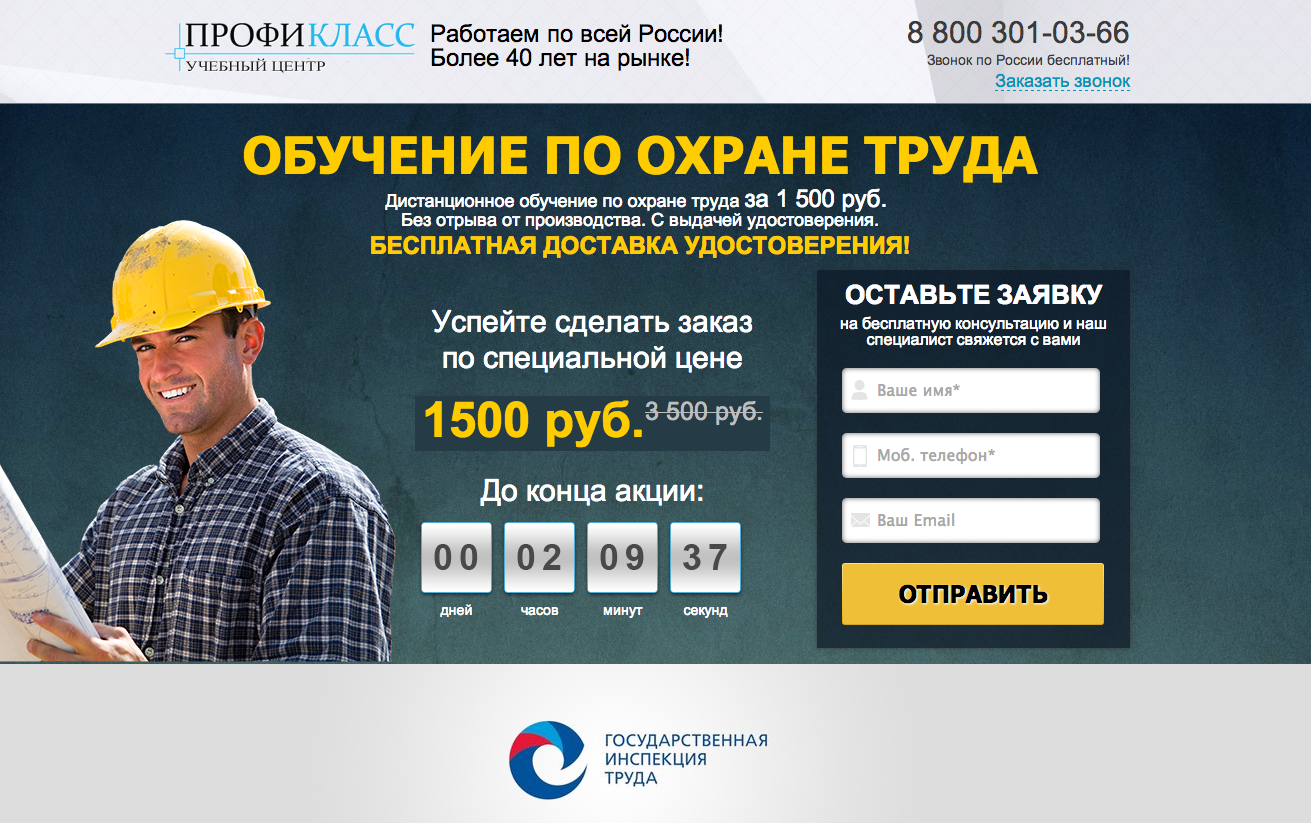 ПРОФИКЛАСС
УЧЕБНЫЙ ЦЕНТР
Работаем по всей России!
Более 40 лет на рынке!
8 800 301-03-66
Звонок по России бесплатный!
Заказать звонок
ОБУЧЕНИЕ ПО ОХРАНЕ ТРУДА
Дистанционное обучение по охране труда за 1 500 руб.
Без отрыва от производства. С выдачей удостоверения.
БЕСПЛАТНАЯ ДОСТАВКА УДОСТОВЕРЕНИЯ!
Успейте сделать заказ
по специальной цене
1500 руб. 3 500 руб.
До конца акции:
00 02 09 37
дней часов минут секунд
ОСТАВЬТЕ ЗАЯВКУ
на бесплатную консультацию и наш
специалист свяжется с вами
Ваше имя*
Моб. телефон*
Ваш Email
ОТПРАВИТЬ
ГОСУДАРСТВЕННАЯ
ИНСПЕКЦИЯ
ТРУДА